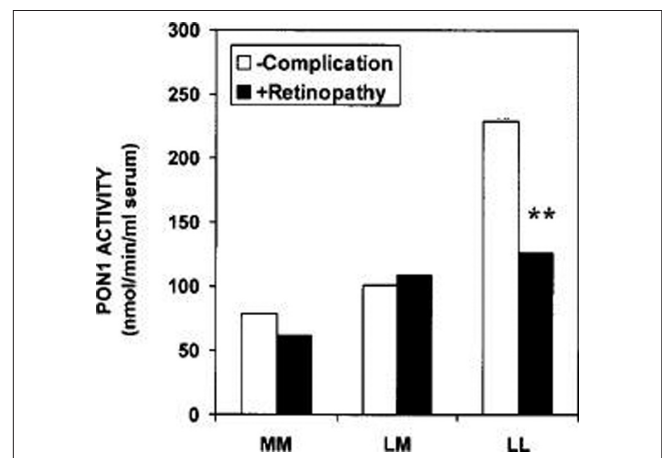 300
-Complication
+Retinopathy
250
200
150
**
100
50
0
PON1 ACTIVITY
(nmol/min/ml serum)
MM LM LL